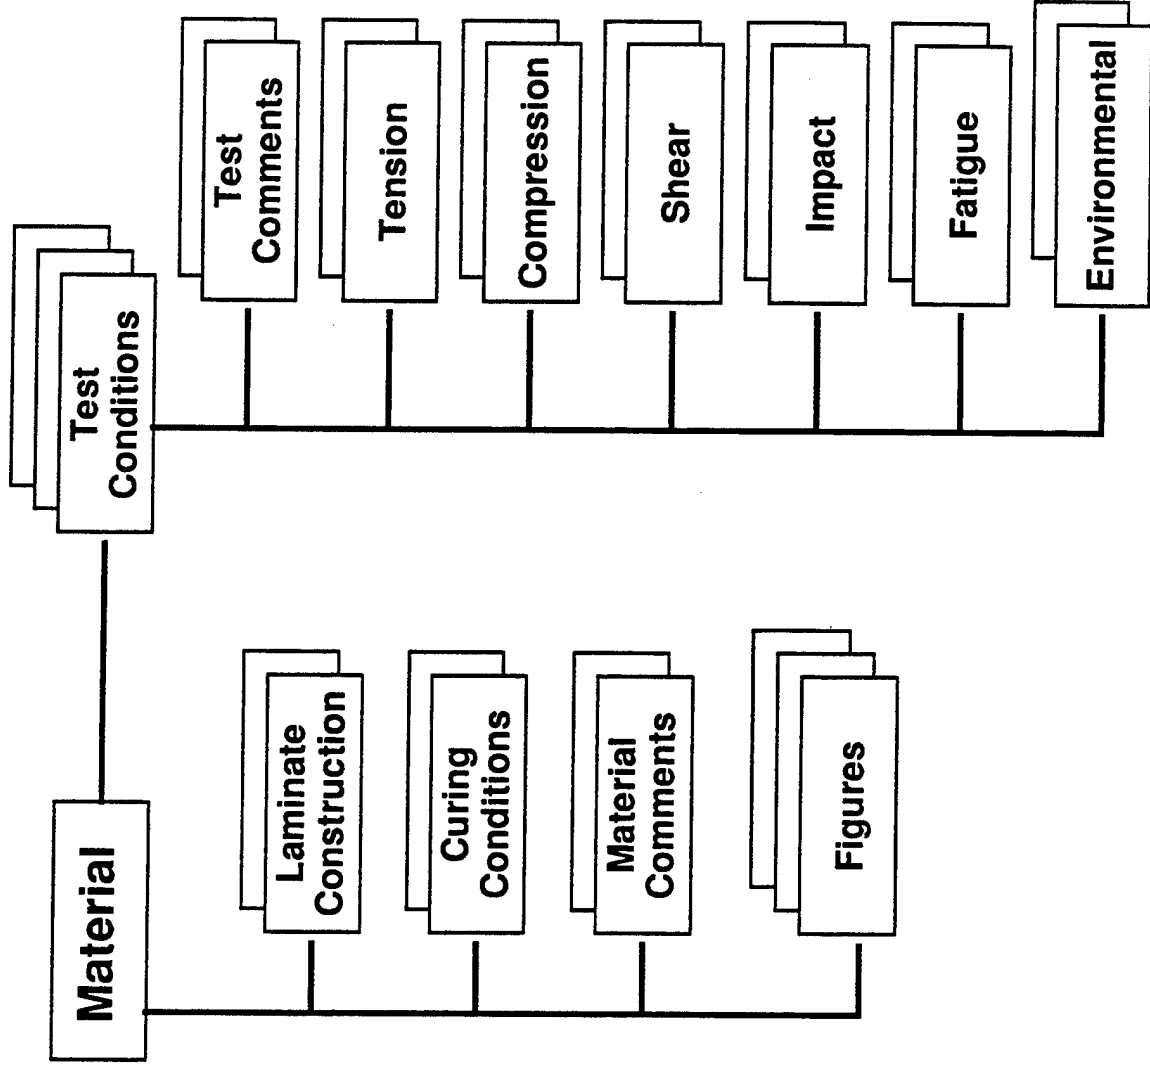 Material
Laminate
Construction
Curing
Conditions
Material
Comments
Figures
Test
Conditions
Test
Comments
Tension
Compression
Shear
Impact
Fatigue
Environmental